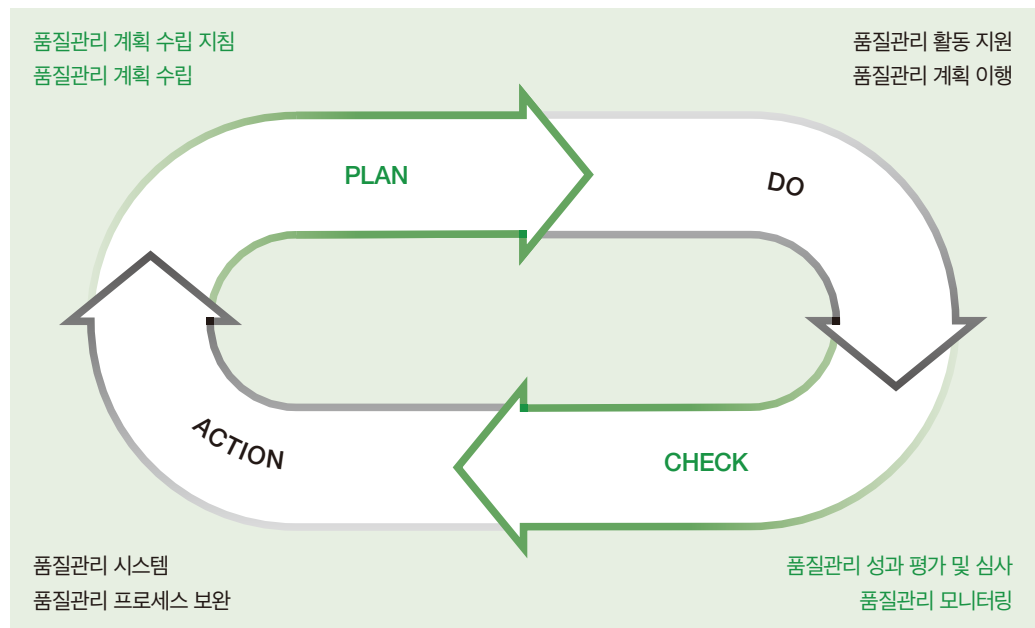 품질관리 계획 수립 지침
품질관리 계획 수립
품질관리 활동 지원
품질관리 계획 이행
PLAN
DO
ACTION
CHECK
품질관리 시스템
품질관리 프로세스 보완
품질관리 성과 평가 및 심사
품질관리 모니터링